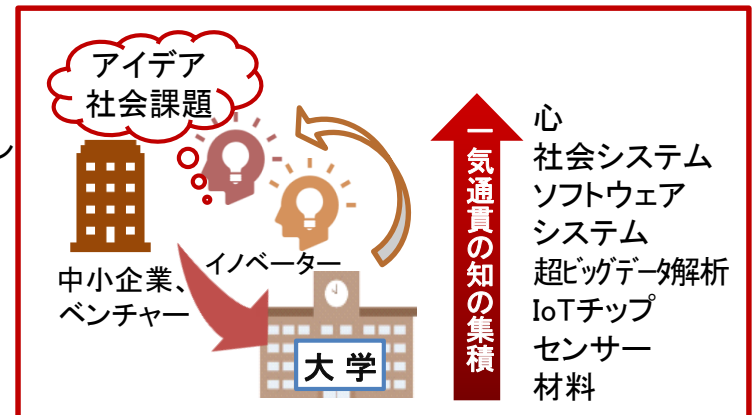 アイデア
社会課題
ン
中小企業、
ベンチャー
イノベーター
大学
一気通貫の知の集積
心
社会システム
ソフトウェア
システム
超ビッグデータ解析
IoTチップ
センサー
材料